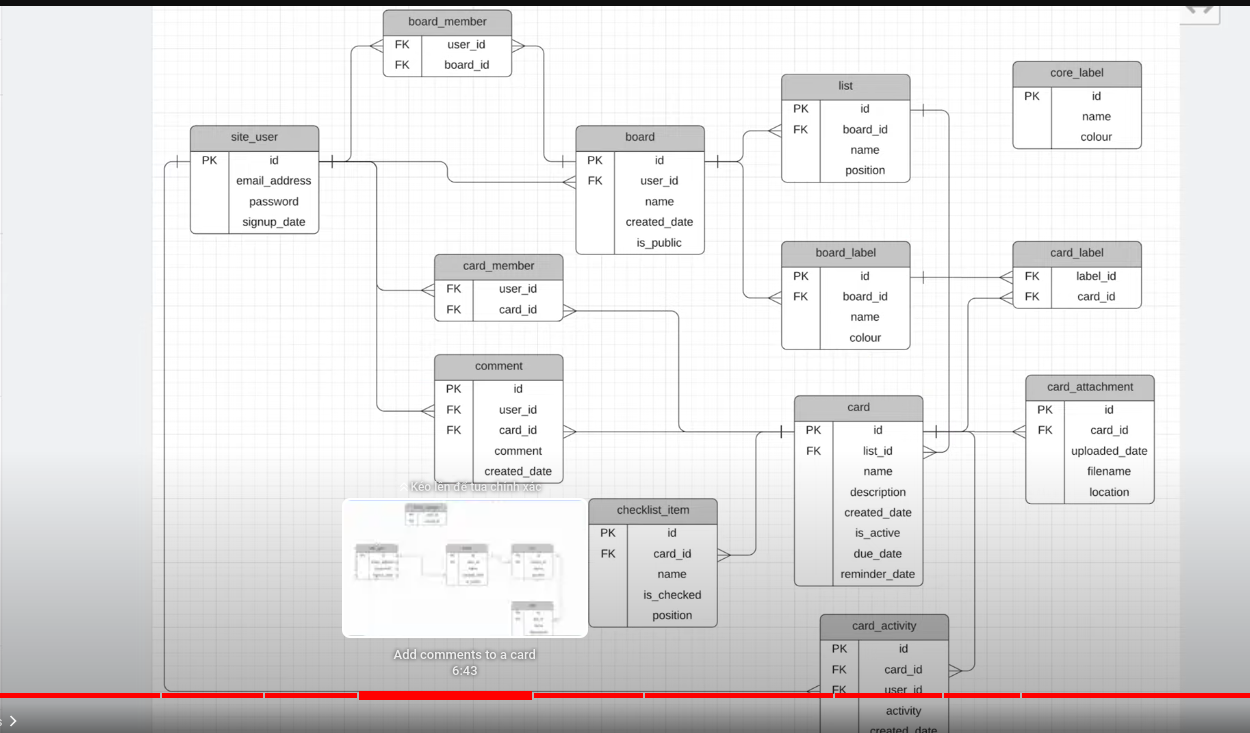 board_member
FK user_id
FK board_id
site_user
PK id
email_address
password
signup_date
board
PK id
FK user_id
name
created_date
is_public
list
PK id
FK board_id
name
position
core_label
PK id
name
colour
card_member
FK user_id
FK card_id
board_label
PK id
FK board_id
name
colour
card_label
FK label_id
FK card_id
comment
PK id
FK user_id
FK card_id
comment
created_date
card
PK id
FK list_id
name
description
created_date
is_active
due_date
reminder_date
card_attachment
PK id
FK card_id
uploaded_date
filename
location
Kéo lên để tua chính xác
checklist_item
PK id
FK card_id
name
is_checked
position
card_activity
PK id
FK card_id
FK user_id
activity
created_date
Add comments to a card
6:43